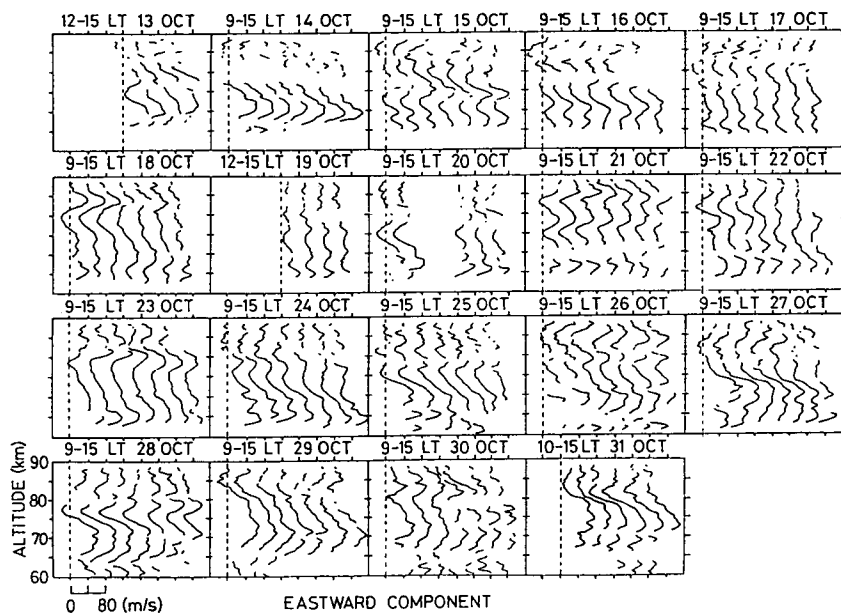 12-15 LT 13 OCT
9-15 LT 14 OCT
9-15 LT 15 OCT
9-15 LT 16 OCT
9-15 LT 17 OCT
9-15 LT 18 OCT
12-15 LT 19 OCT
9-15 LT 20 OCT
9-15 LT 21 OCT
9-15 LT 22 OCT
9-15 LT 23 OCT
9-15 LT 24 OCT
9-15 LT 25 OCT
9-15 LT 26 OCT
9-15 LT 27 OCT
9-15 LT 28 OCT
9-15 LT 29 OCT
9-15 LT 30 OCT
10-15 LT 31 OCT
ALTITUDE (km)
90
80
70
60
0 80 (m/s)
EASTWARD COMPONENT